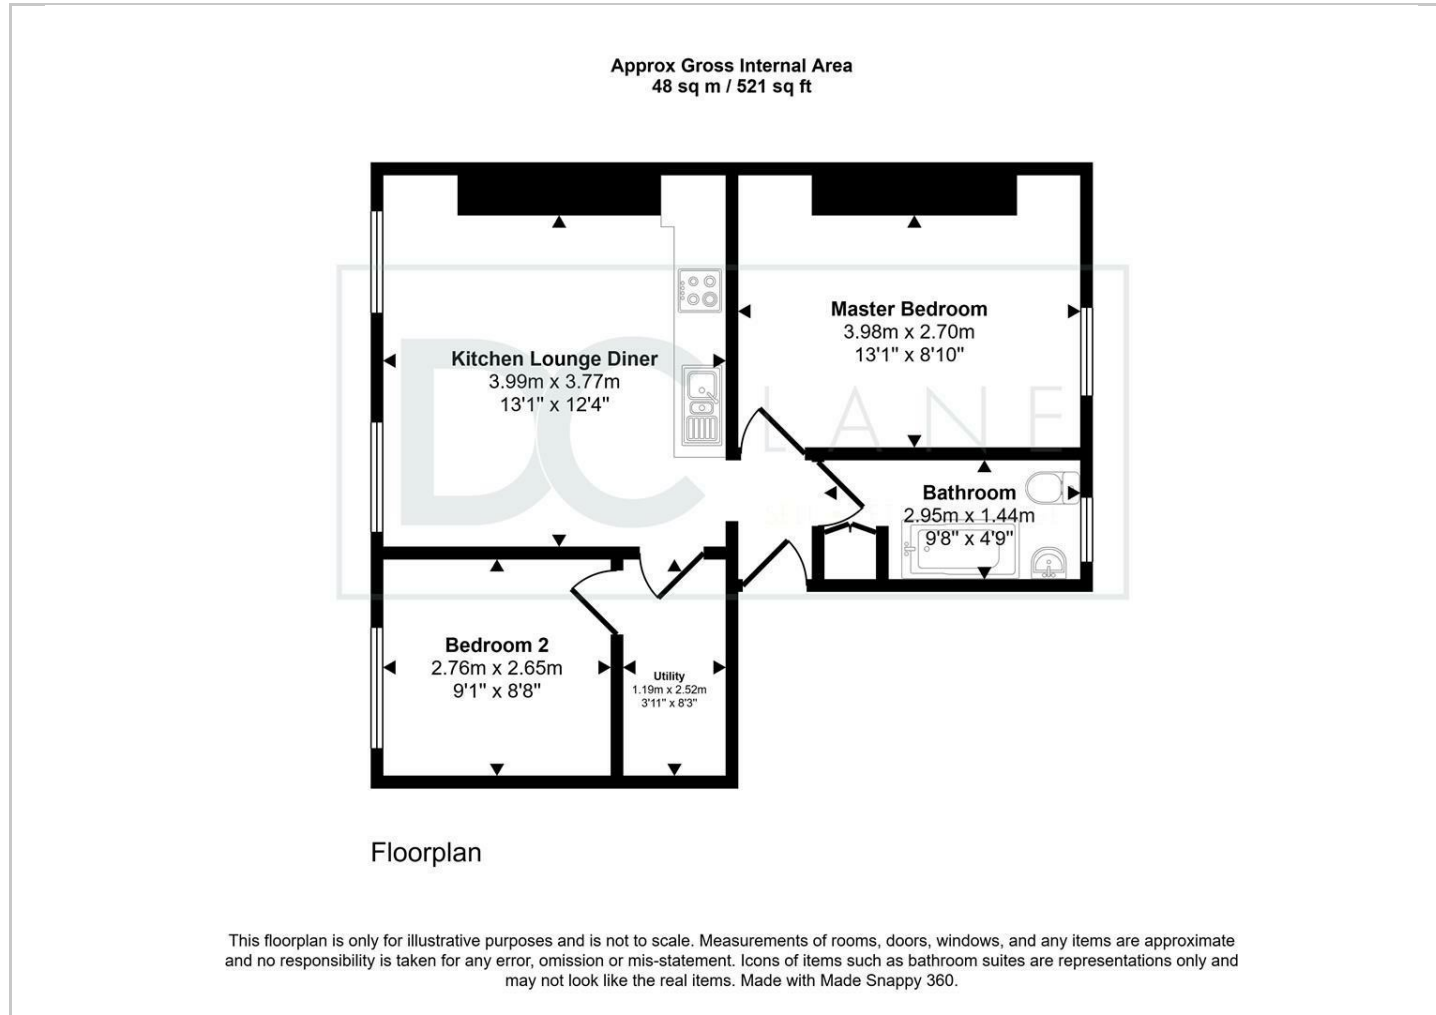 Approx Gross Internal Area
48 sq m / 521 sq ft
Kitchen Lounge Diner
3.99m x 3.77m
13'1" x 12'4"
Master Bedroom
3.98m x 2.70m
13'1" x 8'10"
DC
LANE
Bathroom
2.95m x 1.44m
9'8" x 4'9"
Bedroom 2
2.76m x 2.65m
9'1" x 8'8"
Utility
1.19m x 2.52m
3'11" x 8'3"
Floorplan
This floorplan is only for illustrative purposes and is not to scale. Measurements of rooms, doors, windows, and any items are approximate
and no responsibility is taken for any error, omission or mis-statement. Icons of items such as bathroom suites are representations only and
may not look like the real items. Made with Made Snappy 360.